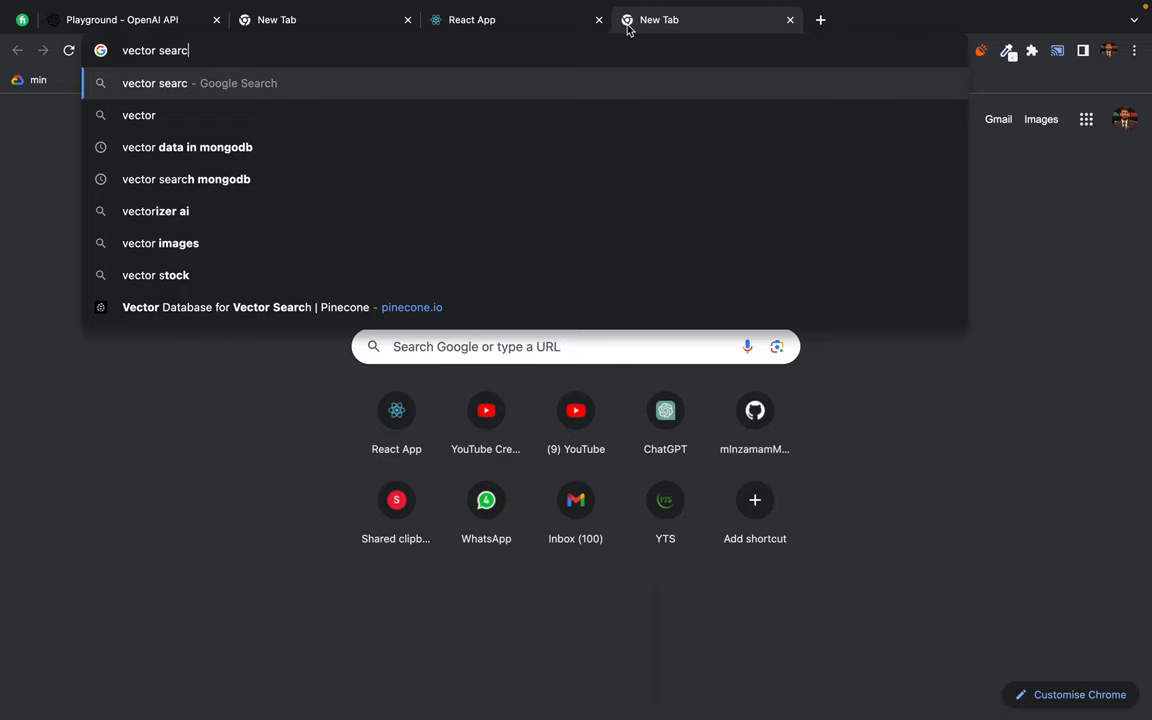 Playground - OpenAI API
New Tab
React App
New Tab
vector searc
min
vector searc - Google Search
vector
vector data in mongodb
vector search mongodb
vectorizer ai
vector images
vector stock
Vector Database for Vector Search | Pinecone - pinecone.io
Gmail
Images
Search Google or type a URL
React App
YouTube Cre...
(9) YouTube
ChatGPT
mInzamamM...
S
4
YTS
Shared clipb...
WhatsApp
Inbox (100)
YTS
Add shortcut
Customise Chrome